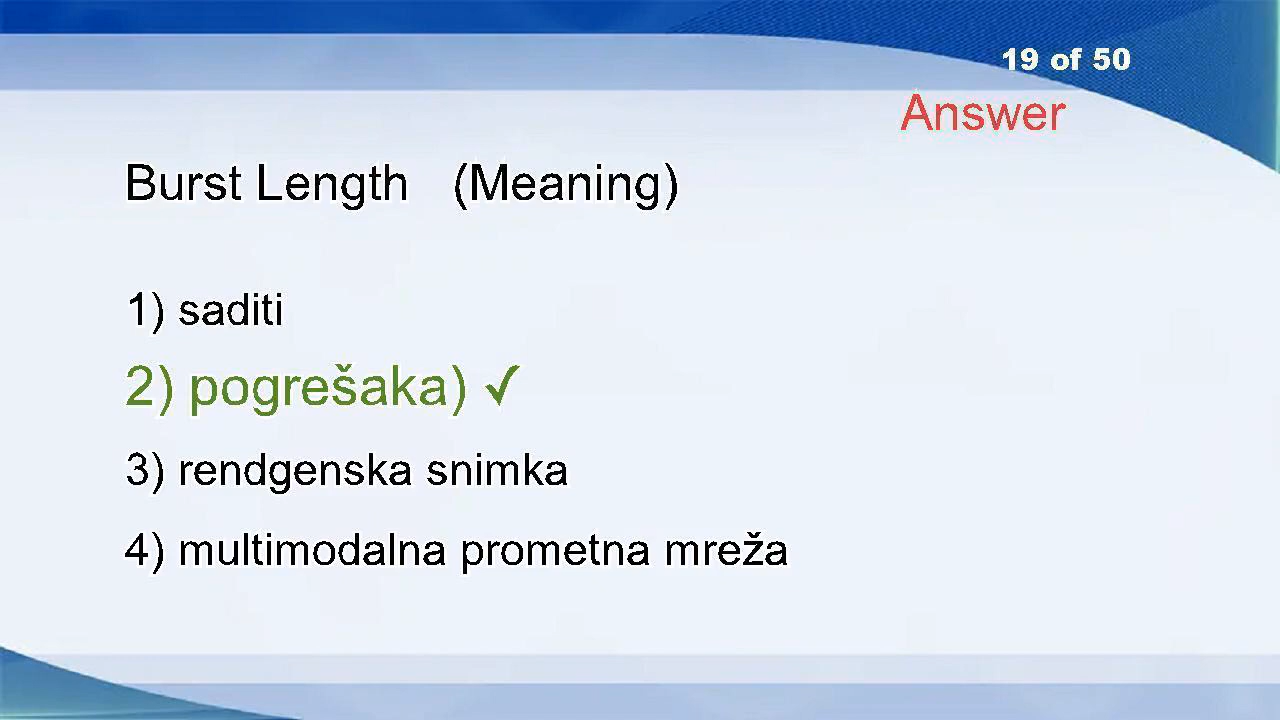 19 of 50
Answer
Burst Length (Meaning)
1) saditi
2) pogrešaka) ✓
3) rendgenska snimka
4) multimodalna prometna mreža